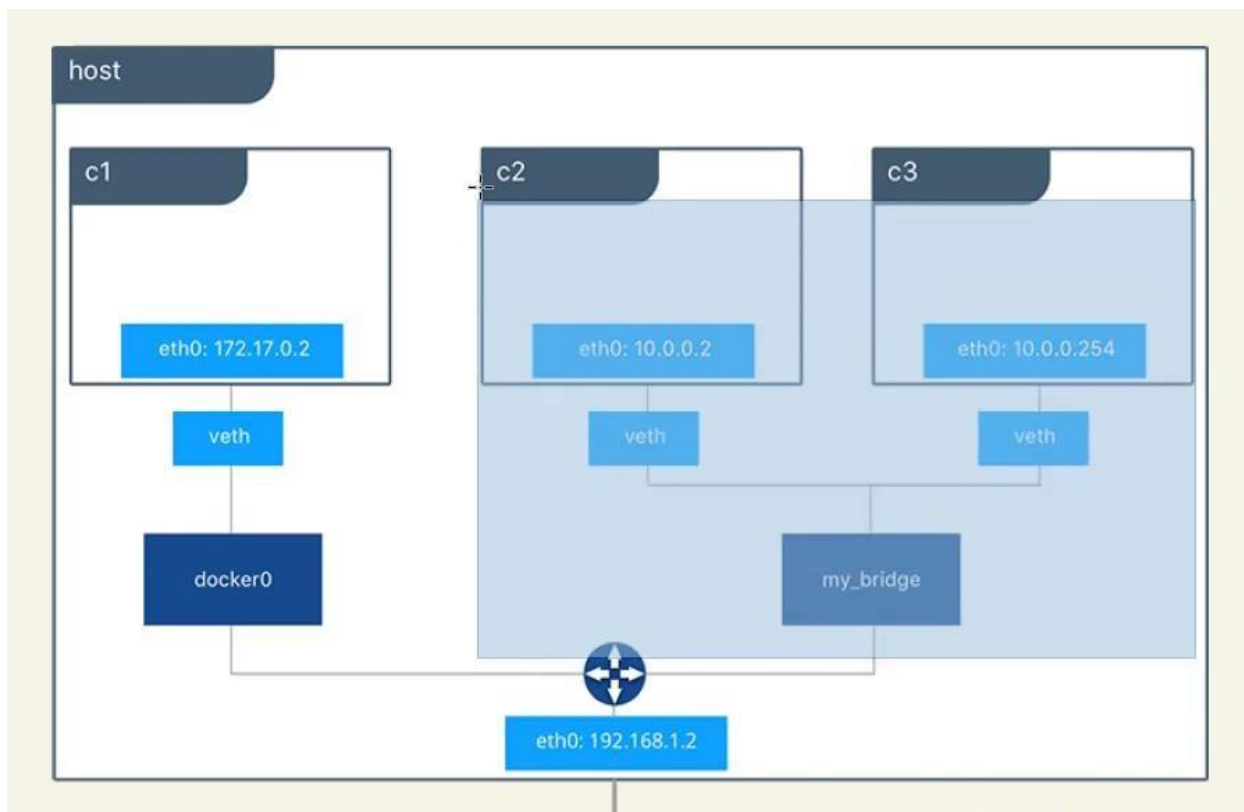 host
c1
c2
c3
eth0: 172.17.0.2
eth0: 10.0.0.2
eth0: 10.0.0.254
veth
veth
veth
docker0
my_bridge
eth0: 192.168.1.2